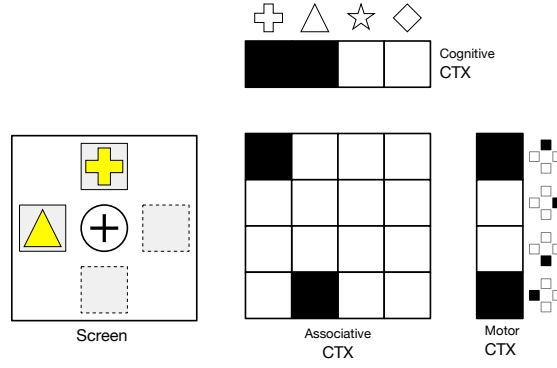 Cognitive
CTX
Screen
Associative
CTX
Motor
CTX